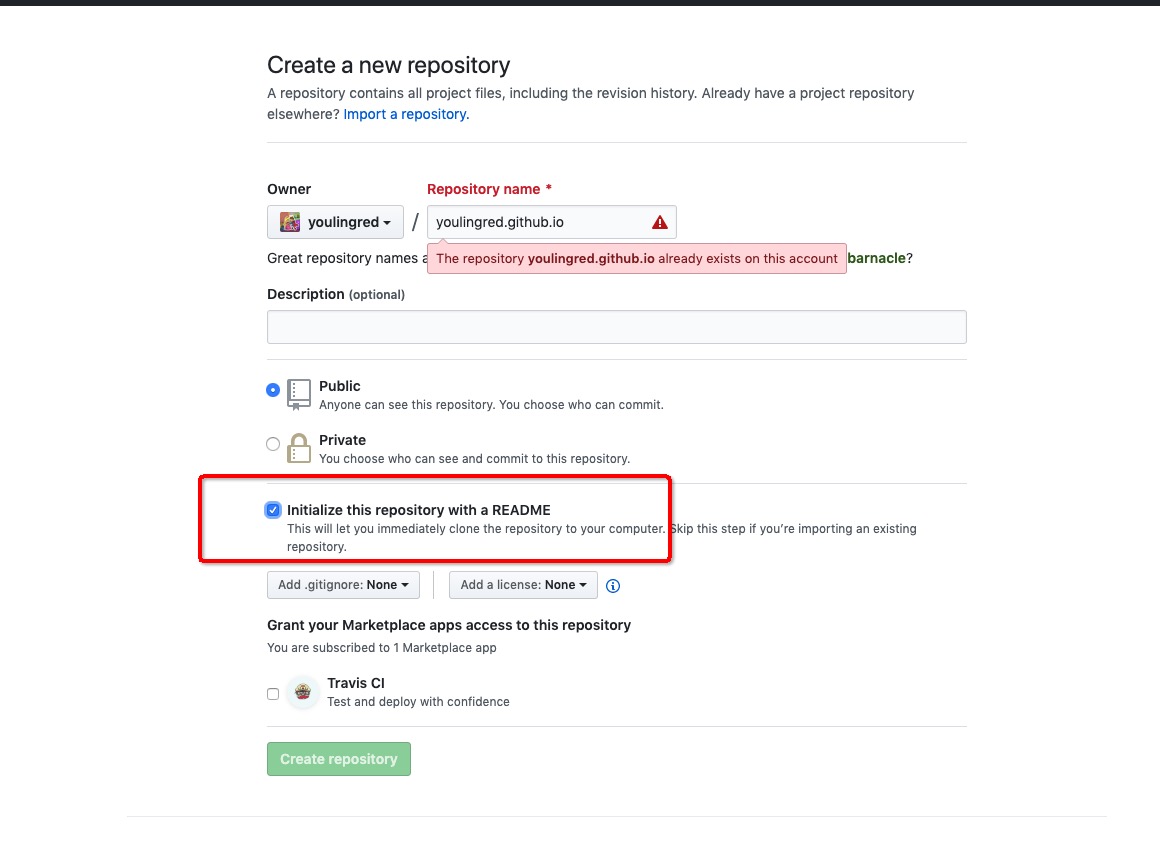 Create a new repository
A repository contains all project files, including the revision history. Already have a project repository
elsewhere? Import a repository.
Owner
Repository name *
youlingred
/
youlingred.github.io
Great repository names a
The repository youlingred.github.io already exists on this account
barnacle?
Description (optional)
Public
Anyone can see this repository. You choose who can commit.
Private
You choose who can see and commit to this repository.
Initialize this repository with a README
This will let you immediately clone the repository to your computer. Skip this step if you’re importing an existing
repository.
Add .gitignore: None
Add a license: None
Grant your Marketplace apps access to this repository
You are subscribed to 1 Marketplace app
Travis CI
Test and deploy with confidence
Create repository